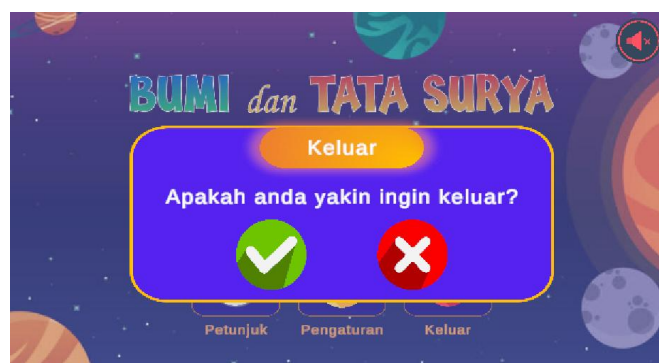 BUMI dan TATA SURYA
Keluar
Apakah anda yakin ingin keluar?
Petunjuk Pengaturan Keluar